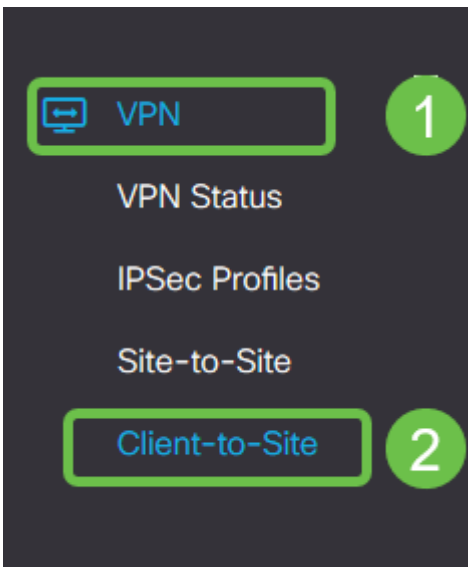 VPN 1
VPN Status
IPSec Profiles
Site-to-Site
Client-to-Site 2